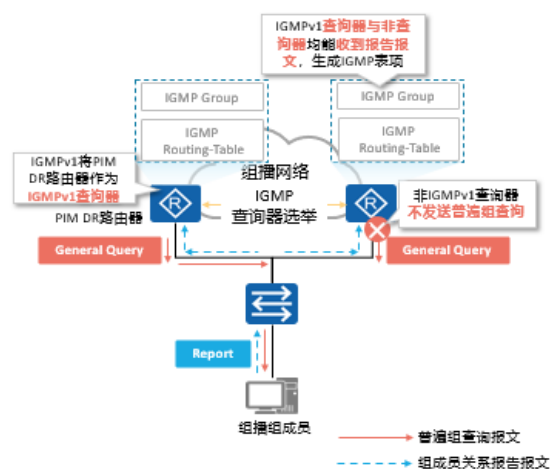 IGMPv1查询器与非查
询器均能收到报告报
文，生成IGMP表项
IGMP Group
IGMP
Routing-Table
IGMP Group
IGMP
Routing-Table
IGMPv1将PIM
DR路由器作为
IGMPv1查询器
组播网络
IGMP
查询器选举
R
R
非IGMPv1查询器
不发送普遍组查询
PIM DR路由器
General Query
General Query
Report
组播组成员
普遍组查询报文
组成员关系报告报文